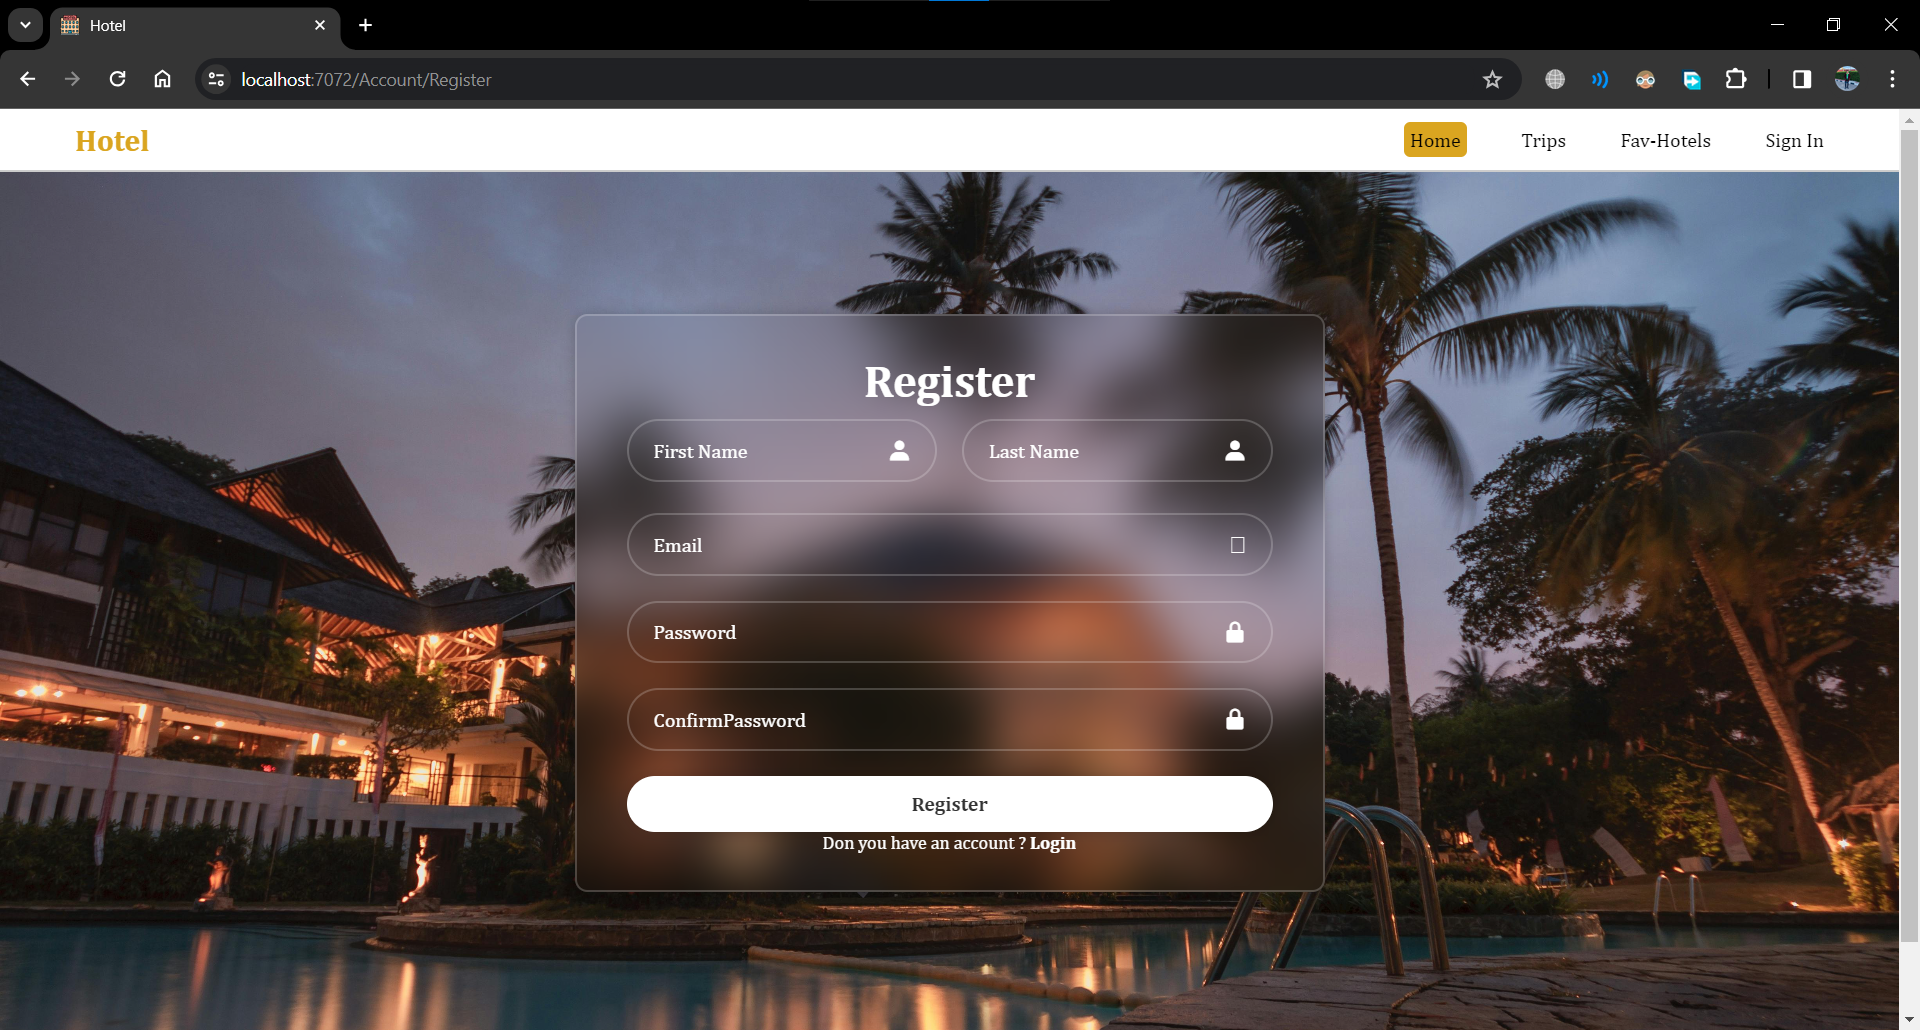 Hotel
localhost:7072/Account/Register
Hotel
Home Trips Fav-Hotels Sign In
Register
First Name Last Name
Email
Password
ConfirmPassword
Register
Don you have an account ? Login